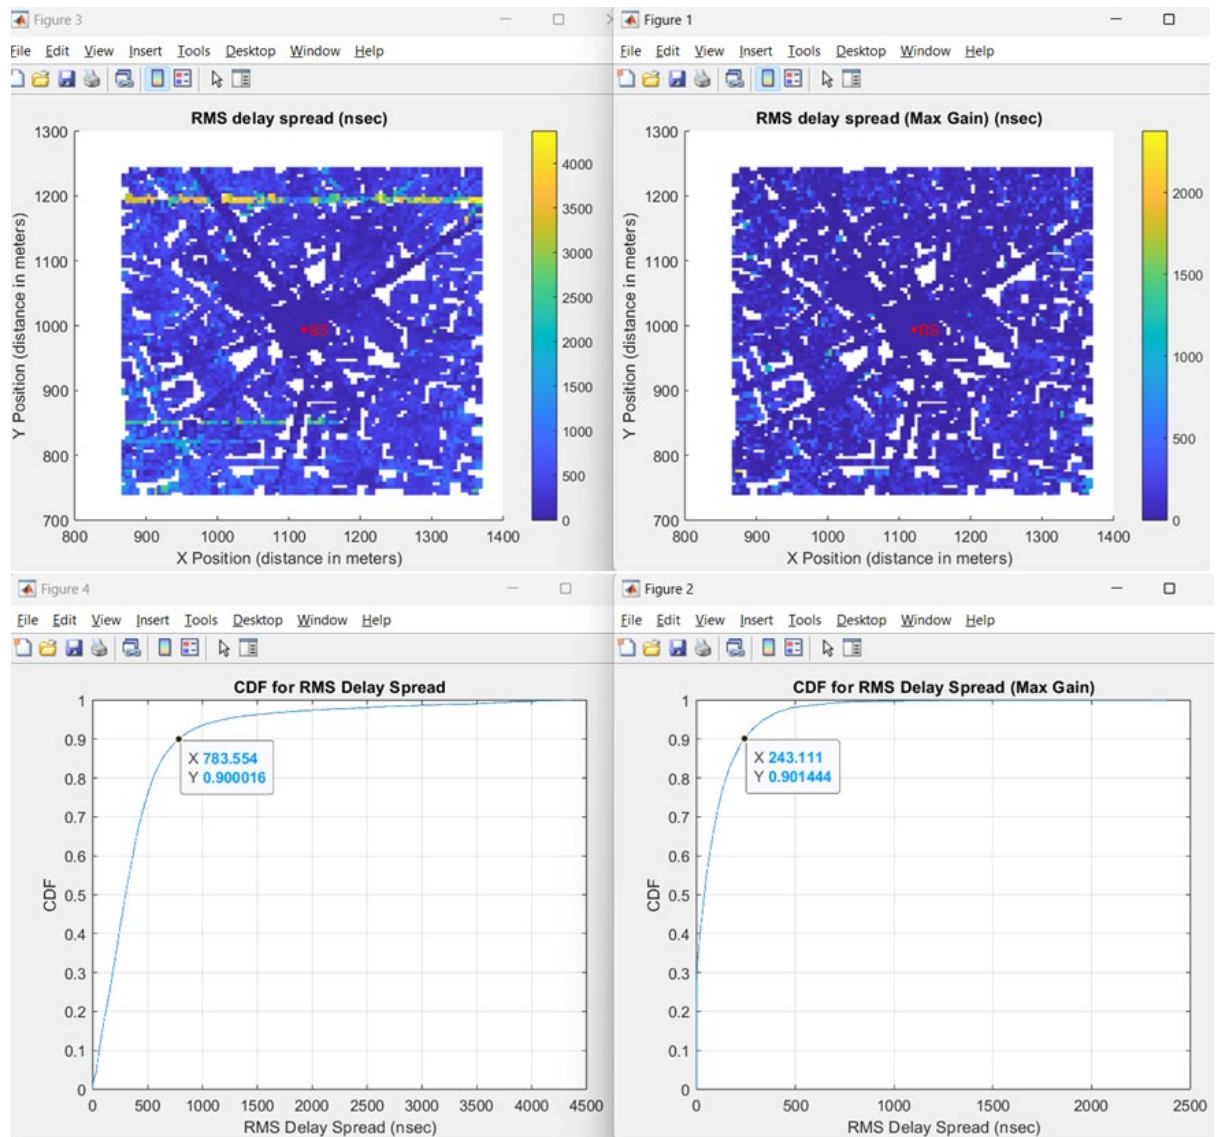 Figure 3
File Edit View Insert Tools Desktop Window Help
RMS delay spread (nsec)
1300
1200
1100
1000
900
800
700
800 900 1000 1100 1200 1300 1400
Y Position (distance in meters)
X Position (distance in meters)
BS
4000
3500
3000
2500
2000
1500
1000
500
0
Figure 1
File Edit View Insert Tools Desktop Window Help
RMS delay spread (Max Gain) (nsec)
1300
1200
1100
1000
900
800
700
800 900 1000 1100 1200 1300 1400
Y Position (distance in meters)
X Position (distance in meters)
BS
2000
1500
1000
500
0
Figure 4
File Edit View Insert Tools Desktop Window Help
CDF for RMS Delay Spread
1
0.9
0.8
0.7
0.6
0.5
0.4
0.3
0.2
0.1
0
CDF
X 783.554
Y 0.900016
0 500 1000 1500 2000 2500 3000 3500 4000 4500
RMS Delay Spread (nsec)
Figure 2
File Edit View Insert Tools Desktop Window Help
CDF for RMS Delay Spread (Max Gain)
1
0.9
0.8
0.7
0.6
0.5
0.4
0.3
0.2
0.1
0
CDF
X 243.111
Y 0.901444
0 500 1000 1500 2000 2500
RMS Delay Spread (nsec)